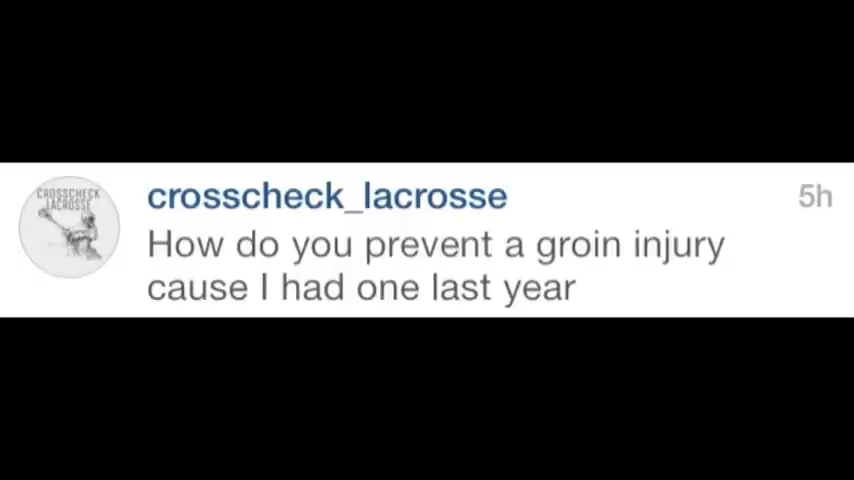 CROSSCHECK
LACROSSE
crosscheck_lacrosse
5h
How do you prevent a groin injury
cause I had one last year